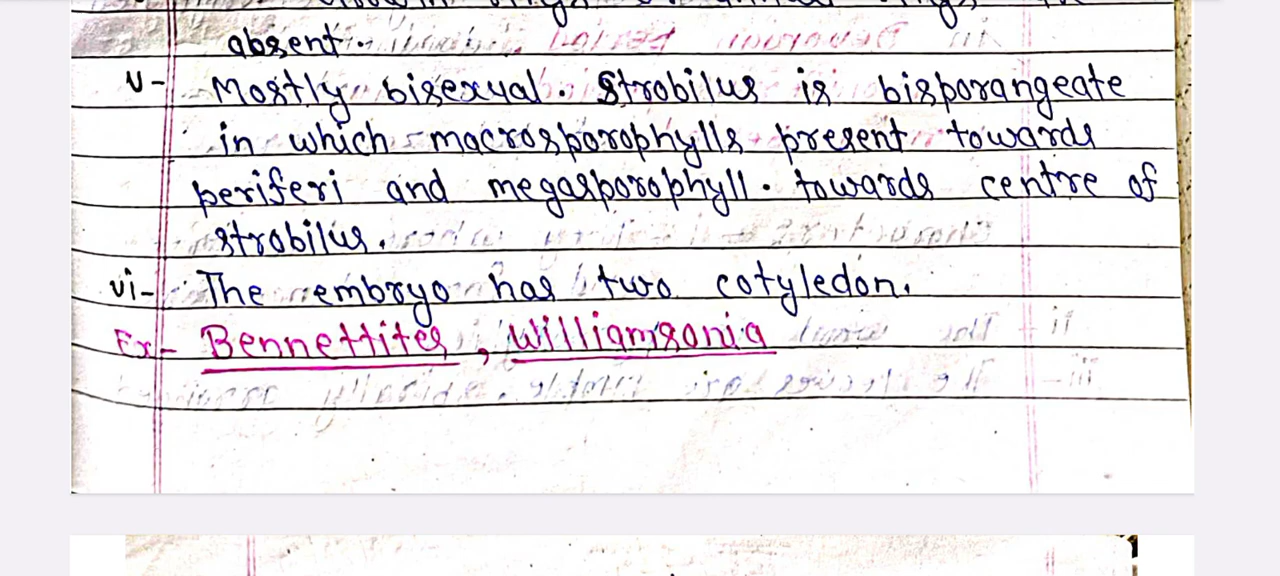 absent.
v- Mostly bisexual. Strobilus is bisporangeate
in which macrosporophylls present towards
periferi and megasporophyll. towards centre of
strobilus.
vi- The embryo has two cotyledon.
Ex- Bennettites, Williamsonia